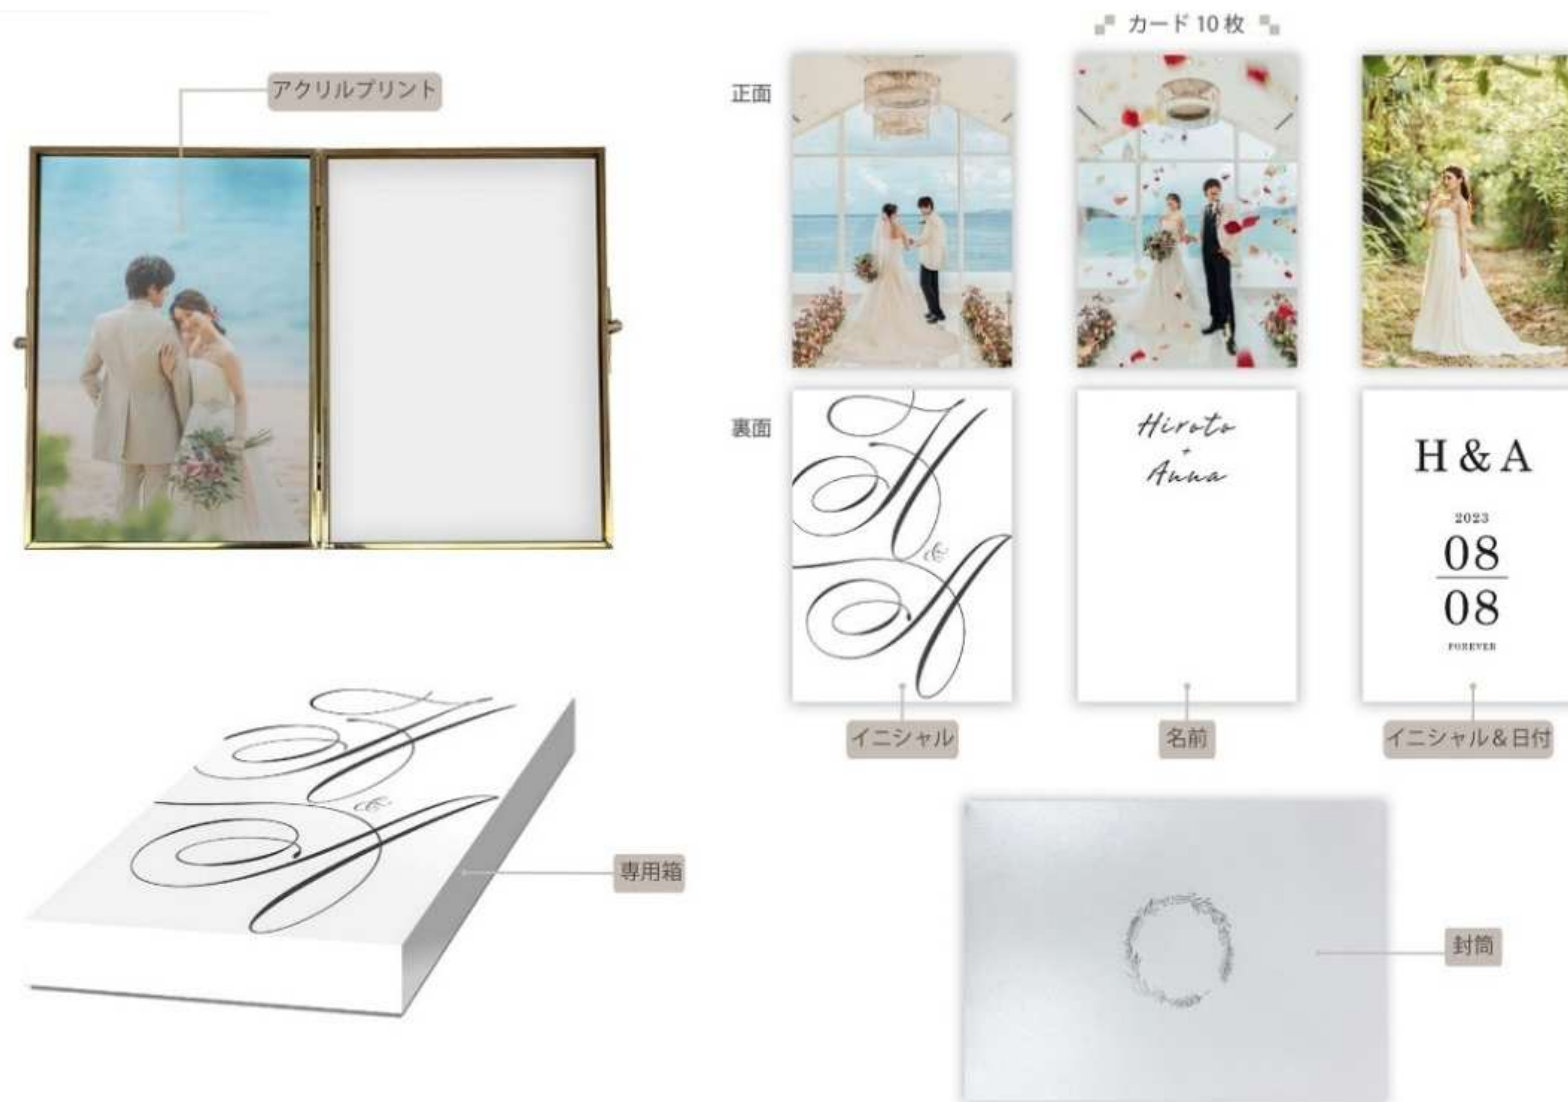 カード 10 枚
アクリルプリント
正面
裏面
H
&
A
Hiroto
+
Anna
H & A
2023
08
08
FOREVER
イニシャル
名前
イニシャル＆日付
H
&
A
専用箱
封筒